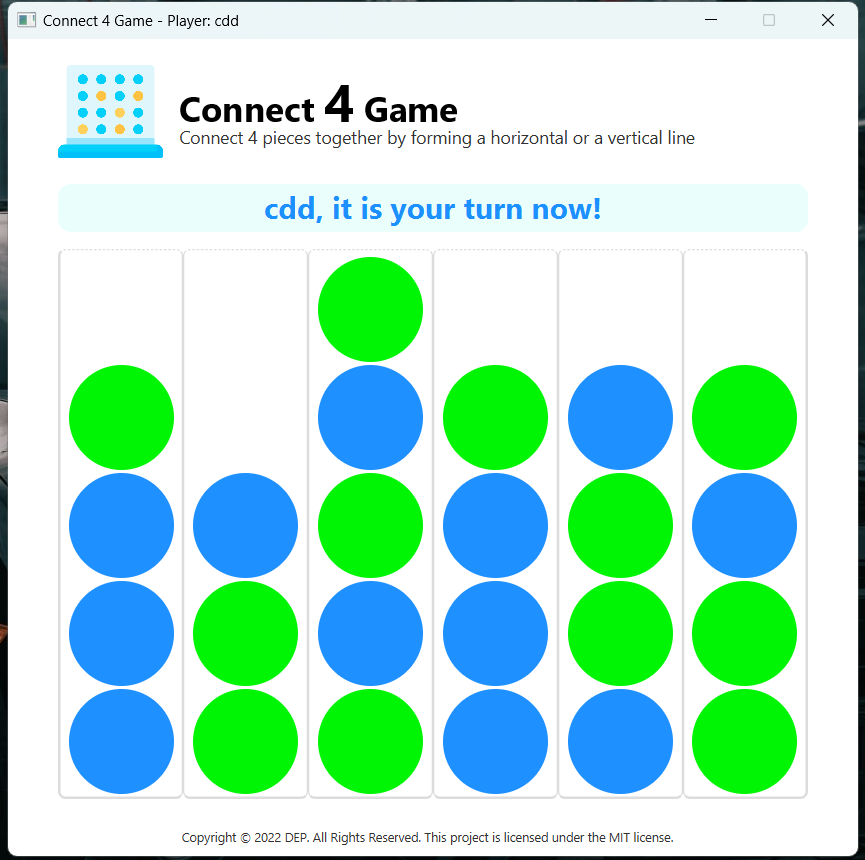 Connect 4 Game - Player: cdd
Connect 4 Game
Connect 4 pieces together by forming a horizontal or a vertical line
cdd, it is your turn now!
Copyright © 2022 DEP. All Rights Reserved. This project is licensed under the MIT license.